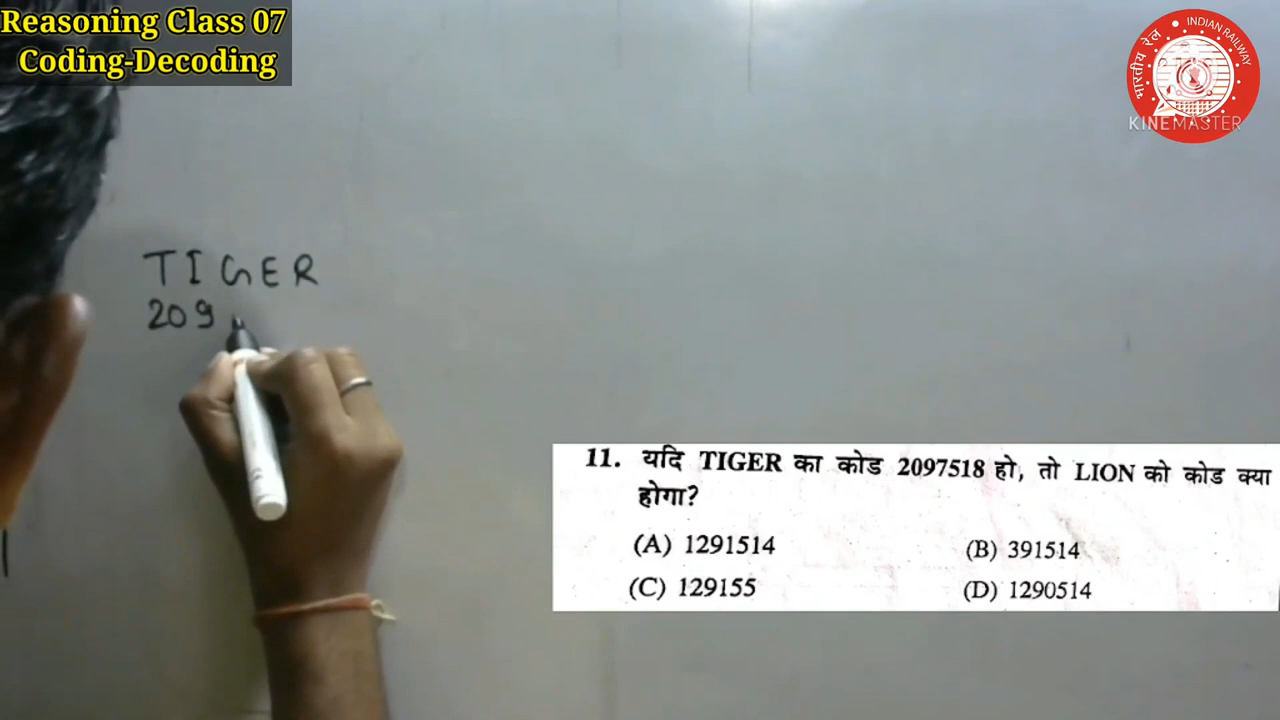 Reasoning Class 07
Coding-Decoding
भारतीय रेल
INDIAN RAILWAY
KINEMASTER
TIGER
209
11. यदि TIGER का कोड 2097518 हो, तो LION को कोड क्या
होगा?
(A) 1291514 (B) 391514
(C) 129155 (D) 1290514